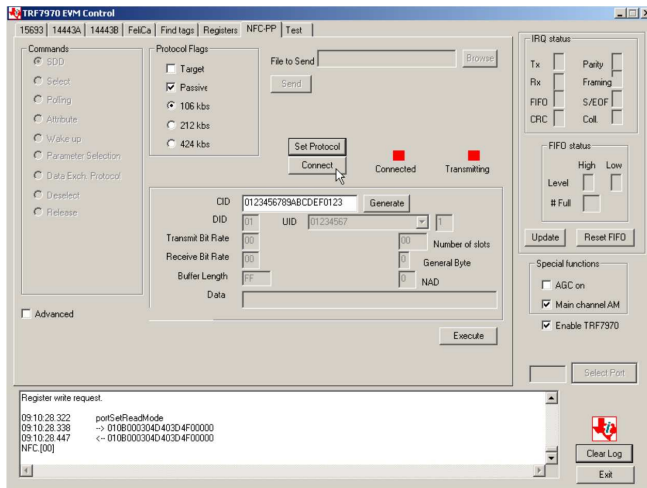 TRF7970 EVM Control
15693 14443A 14443B FeliCa Find tags Registers NFC-PP Test
Commands
SDD
Select
Polling
Attribute
Wake up
Parameter Selection
Data Exch. Protocol
Deselect
Release
Advanced
Protocol Flags
Target
Passive
106 kbs
212 kbs
424 kbs
File to Send
Browse
Send
Set Protocol
Connect
Connected
Transmitting
CID 0123456789ABCDEF0123 Generate
DID 01 UID 01234567 1
Transmit Bit Rate 00 00 Number of slots
Receive Bit Rate 00 0 General Byte
Buffer Length FF 0 NAD
Data
Execute
IRQ status
Tx Parity
Rx Framing
FIFO S/EOF
CRC Coll.
FIFO status
High Low
Level
# Full
Update Reset FIFO
Special functions
AGC on
Main channel AM
Enable TRF7970
Select Port
Register write request.
09:10:28.322 portSetReadMode
09:10:28.338 --> 010B000304D403D4F00000
09:10:28.447 <-- 010B000304D403D4F00000
NFC.[00]
Clear Log
Exit